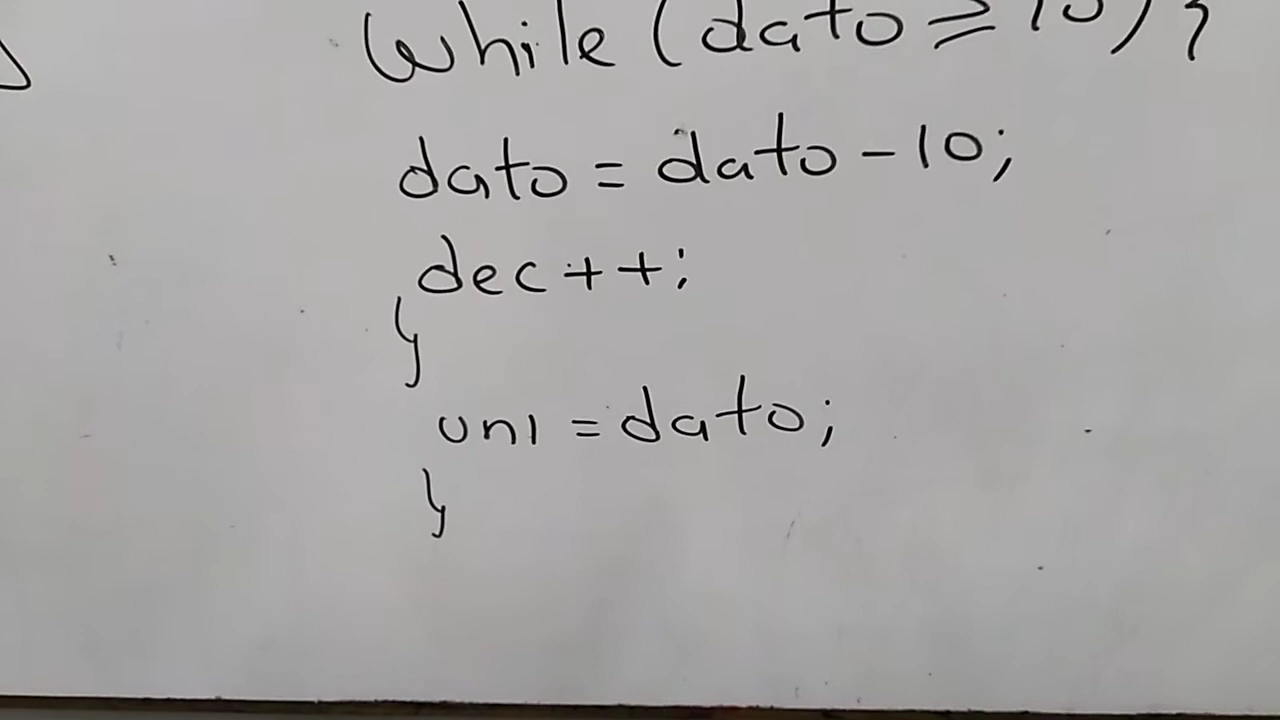 while (dato ≥ 10) {
dato = dato - 10;
dec++;
}
uni = dato;
}